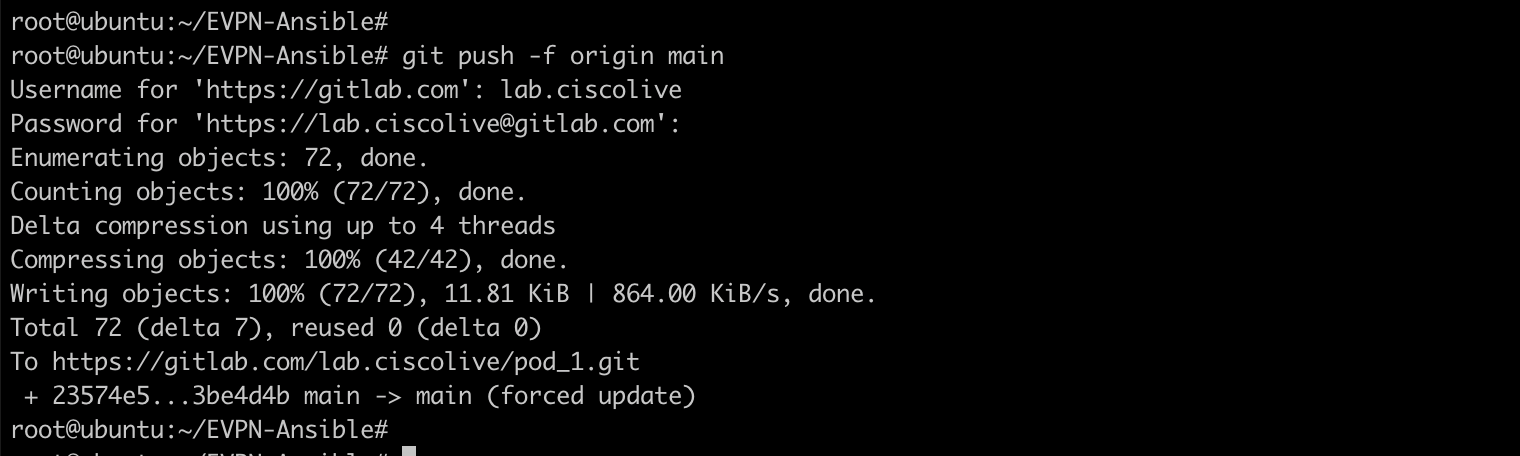 root@ubuntu:~/EVPN-Ansible#
root@ubuntu:~/EVPN-Ansible# git push -f origin main
Username for 'https://gitlab.com': lab.ciscolive
Password for 'https://lab.ciscolive@gitlab.com':
Enumerating objects: 72, done.
Counting objects: 100% (72/72), done.
Delta compression using up to 4 threads
Compressing objects: 100% (42/42), done.
Writing objects: 100% (72/72), 11.81 KiB | 864.00 KiB/s, done.
Total 72 (delta 7), reused 0 (delta 0)
To https://gitlab.com/lab.ciscolive/pod_1.git
 + 23574e5...3be4d4b main -> main (forced update)
root@ubuntu:~/EVPN-Ansible#
root@ubuntu:~/EVPN-Ansible#